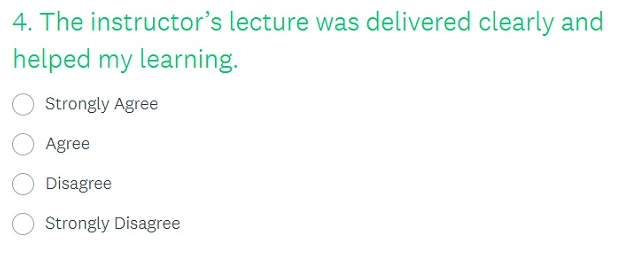 4. The instructor’s lecture was delivered clearly and
helped my learning.
Strongly Agree
Agree
Disagree
Strongly Disagree